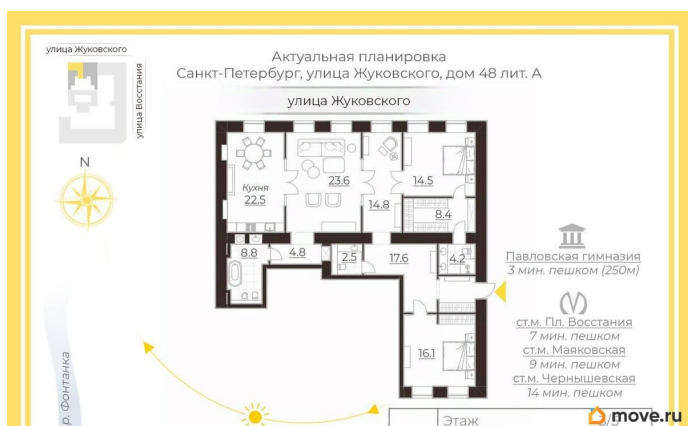 улица Жуковского
улица Восстания
Актуальная планировка
Санкт-Петербург, улица Жуковского, дом 48 лит. А
улица Жуковского
N
Кухня
22.5
23.6
14.8
14.5
8.4
8.8
4.8
2.5
17.6
4.2
16.1
Павловская гимназия
3 мин. пешком (250м)
ст.м. Пл. Восстания
7 мин. пешком
ст.м. Маяковская
9 мин. пешком
ст.м. Чернышевская
14 мин. пешком
р. Фонтанка
Этаж
move.ru